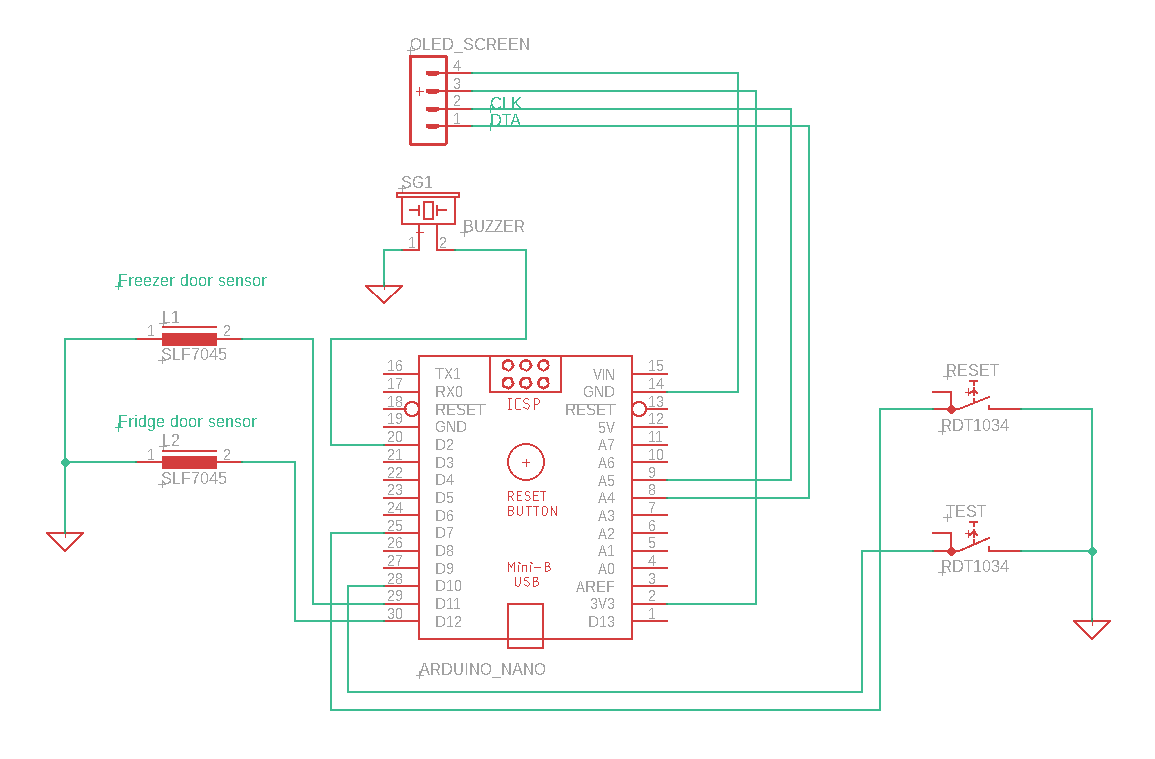 OLED_SCREEN
4
3
2 CLK
1 DTA
SG1
BUZZER
1 2
Freezer door sensor
L1
1 2
SLF7045
Fridge door sensor
L2
1 2
SLF7045
16 TX1 VIN 15
17 RX0 GND 14
18 RESET ICSP RESET 13
19 GND 5V 12
20 D2 A7 11
21 D3 A6 10
22 D4 A5 9
23 D5 RESET A4 8
24 D6 BUTTON A3 7
25 D7 A2 6
26 D8 A1 5
27 D9 Mini-B A0 4
28 D10 USB AREF 3
29 D11 3V3 2
30 D12 D13 1
ARDUINO_NANO
RESET
RDT1034
TEST
RDT1034